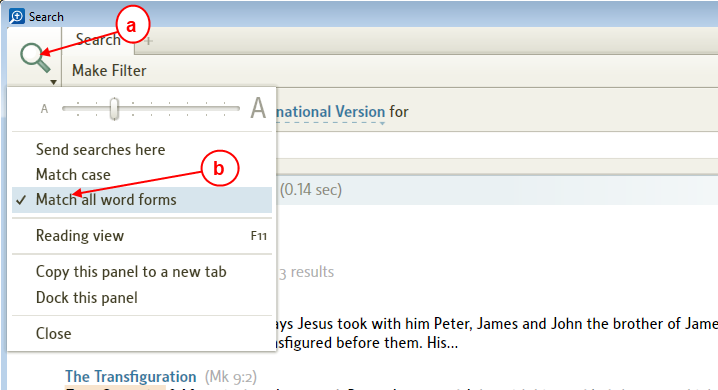 Search
a
Search +
Make Filter
A A
national Version for
Send searches here
Match case
b
✓ Match all word forms
(0.14 sec)
Reading view F11
3 results
Copy this panel to a new tab
Dock this panel
Close
ays Jesus took with him Peter, James and John the brother of Jame
nsfigured before them. His...
The Transfiguration (Mk 9:2)